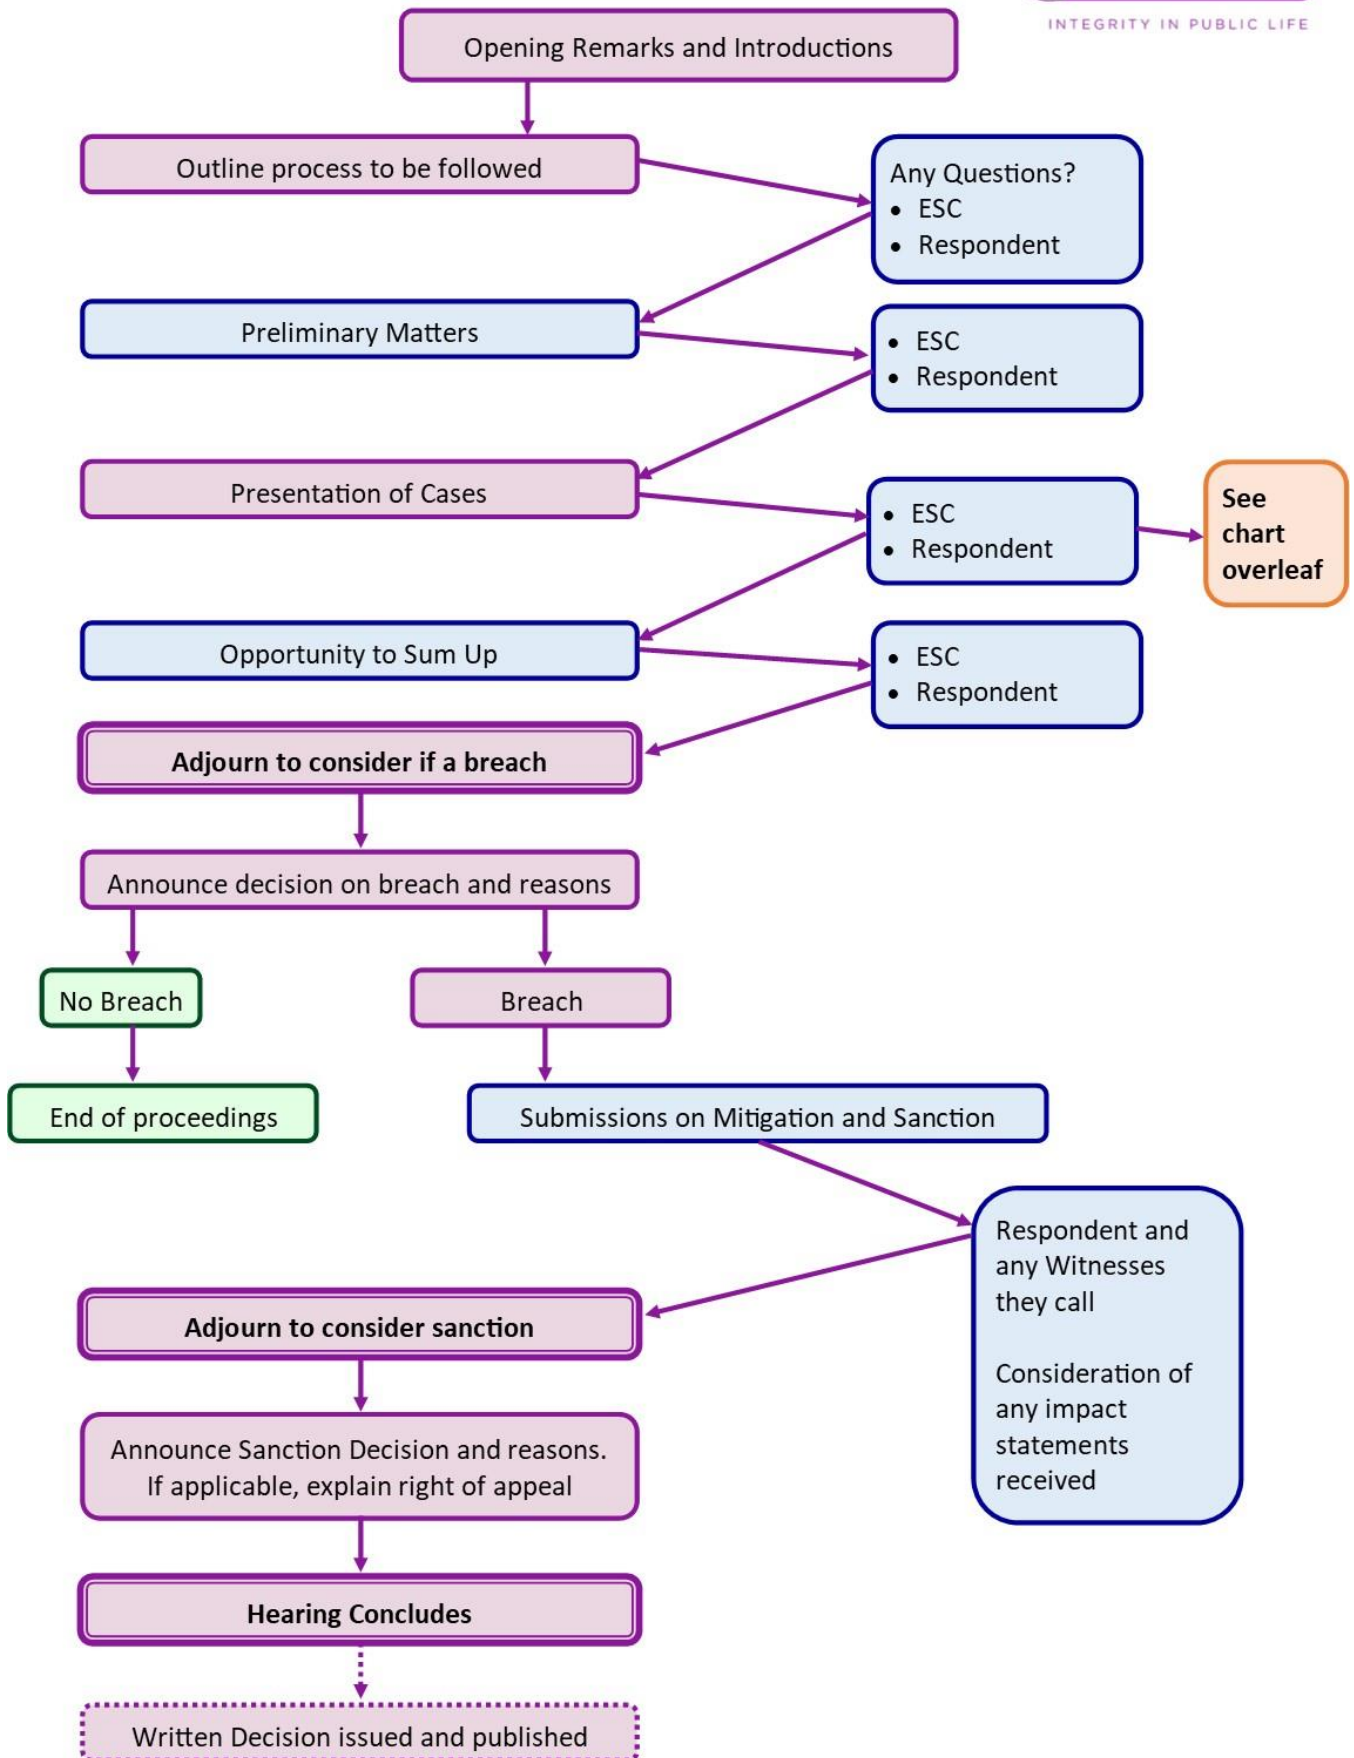 INTEGRITY IN PUBLIC LIFE
Opening Remarks and Introductions
Outline process to be followed
Any Questions?
• ESC
• Respondent
Preliminary Matters
• ESC
• Respondent
Presentation of Cases
• ESC
• Respondent
See
chart
overleaf
Opportunity to Sum Up
• ESC
• Respondent
Adjourn to consider if a breach
Announce decision on breach and reasons
No Breach
Breach
End of proceedings
Submissions on Mitigation and Sanction
Respondent and
any Witnesses
they call
Consideration of
any impact
statements
received
Adjourn to consider sanction
Announce Sanction Decision and reasons.
If applicable, explain right of appeal
Hearing Concludes
Written Decision issued and published